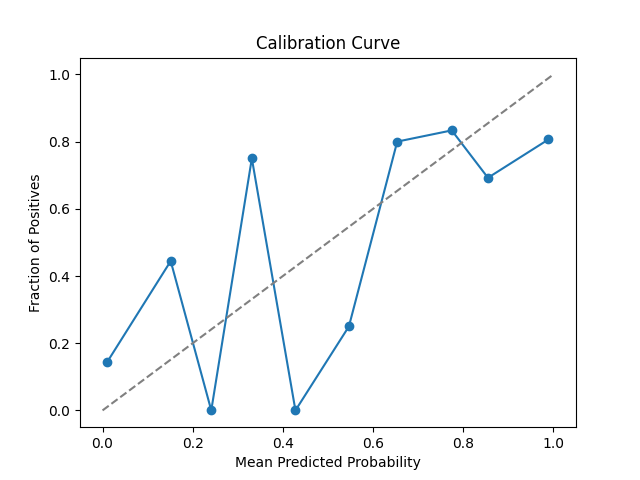 Calibration Curve
1.0
0.8
0.6
0.4
0.2
0.0
Fraction of Positives
0.0 0.2 0.4 0.6 0.8 1.0
Mean Predicted Probability